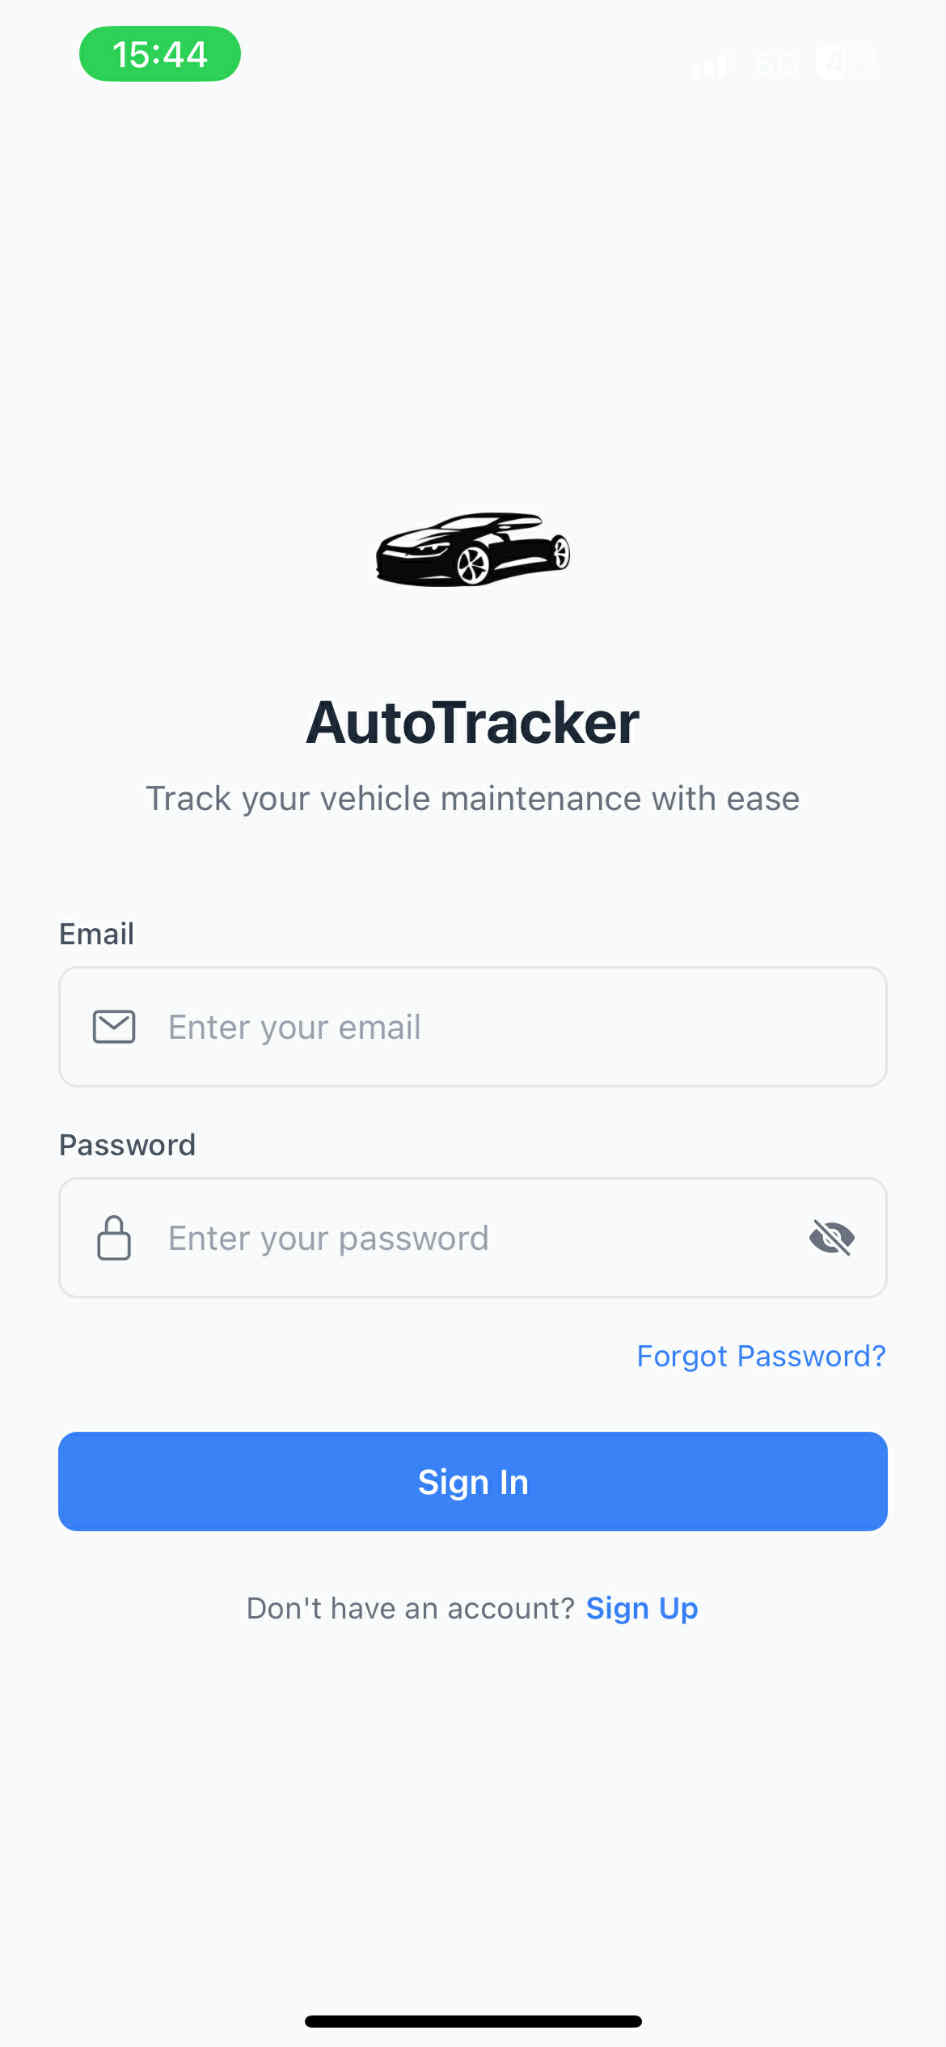 15:44
AutoTracker
Track your vehicle maintenance with ease
Email
Enter your email
Password
Enter your password
Forgot Password?
Sign In
Don't have an account? Sign Up